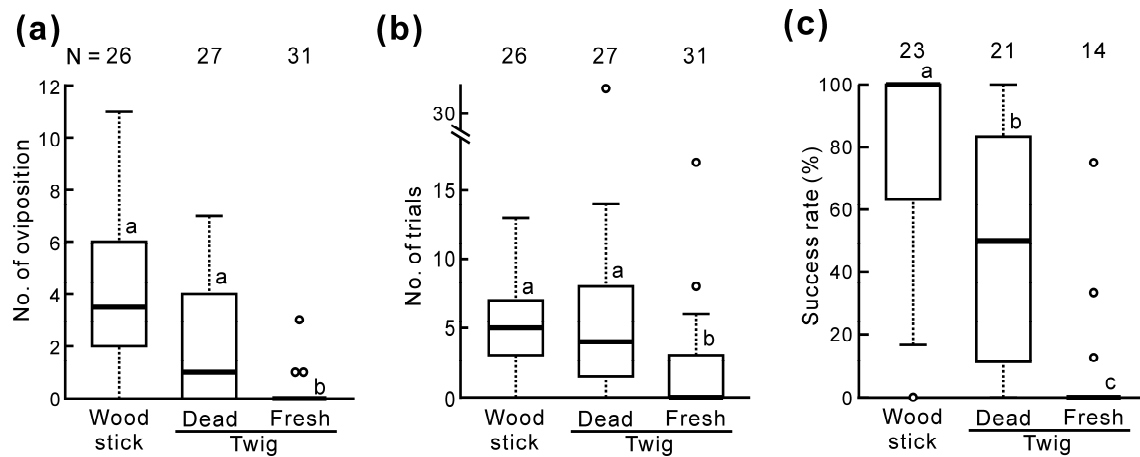 (a)
N = 26 27 31
No. of oviposition
12
10
8
6
4
2
0
a
a
b
Wood stick
Dead
Fresh
Twig
(b)
26 27 31
No. of trials
30
15
10
5
0
a
a
b
Wood stick
Dead
Fresh
Twig
(c)
23 21 14
Success rate (%)
100
80
60
40
20
0
a
b
c
Wood stick
Dead
Fresh
Twig